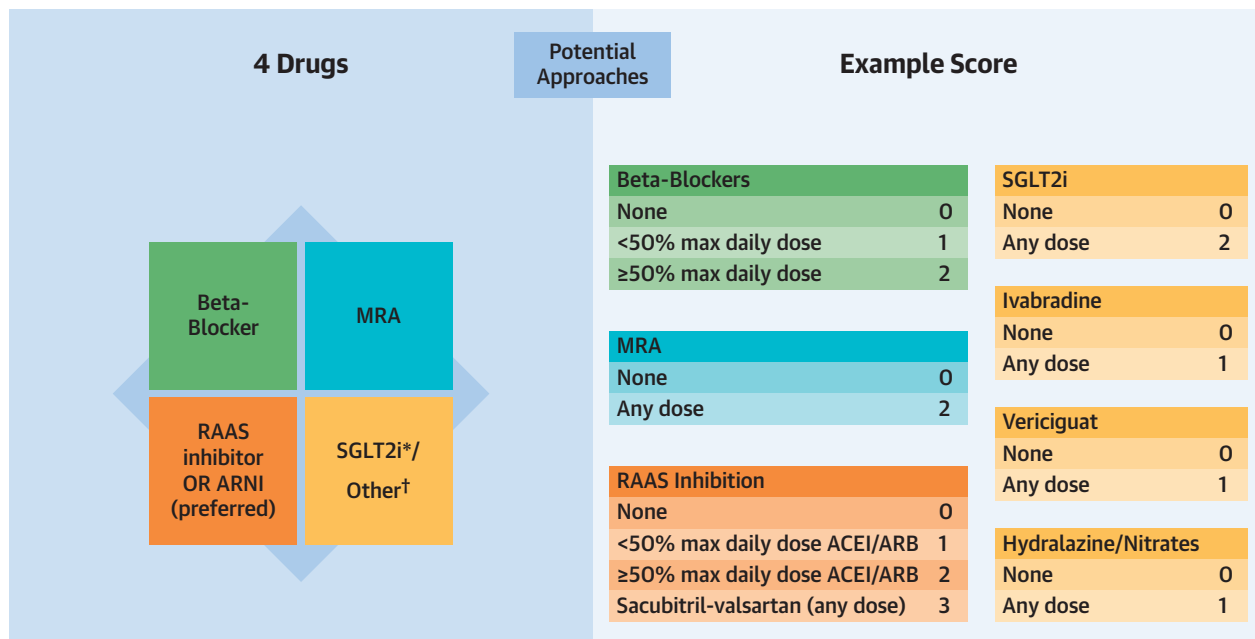 4 Drugs
Potential
Approaches
Example Score
Beta-
Blocker
MRA
RAAS
inhibitor
OR ARNI
(preferred)
SGLT2i*/
Other†
Beta-Blockers
None 0
<50% max daily dose 1
≥50% max daily dose 2
MRA
None 0
Any dose 2
RAAS Inhibition
None 0
<50% max daily dose ACEI/ARB 1
≥50% max daily dose ACEI/ARB 2
Sacubitril-valsartan (any dose) 3
SGLT2i
None 0
Any dose 2
Ivabradine
None 0
Any dose 1
Vericiguat
None 0
Any dose 1
Hydralazine/Nitrates
None 0
Any dose 1